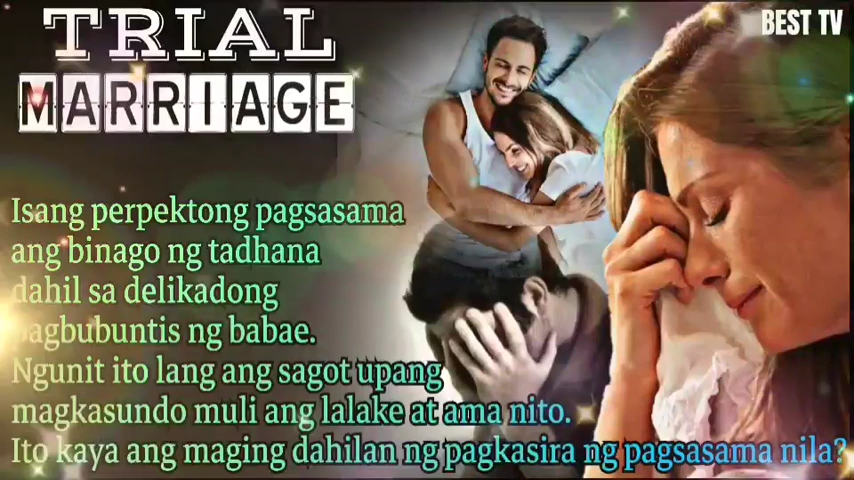 TRIAL
MARRIAGE
BEST TV
Isang perpektong pagsasama
ang binago ng tadhana
dahil sa delikadong
pagbubuntis ng babae.
Ngunit ito lang ang sagot upang
magkasundo muli ang lalake at ama nito.
Ito kaya ang maging dahilan ng pagkasira ng pagsasama nila?